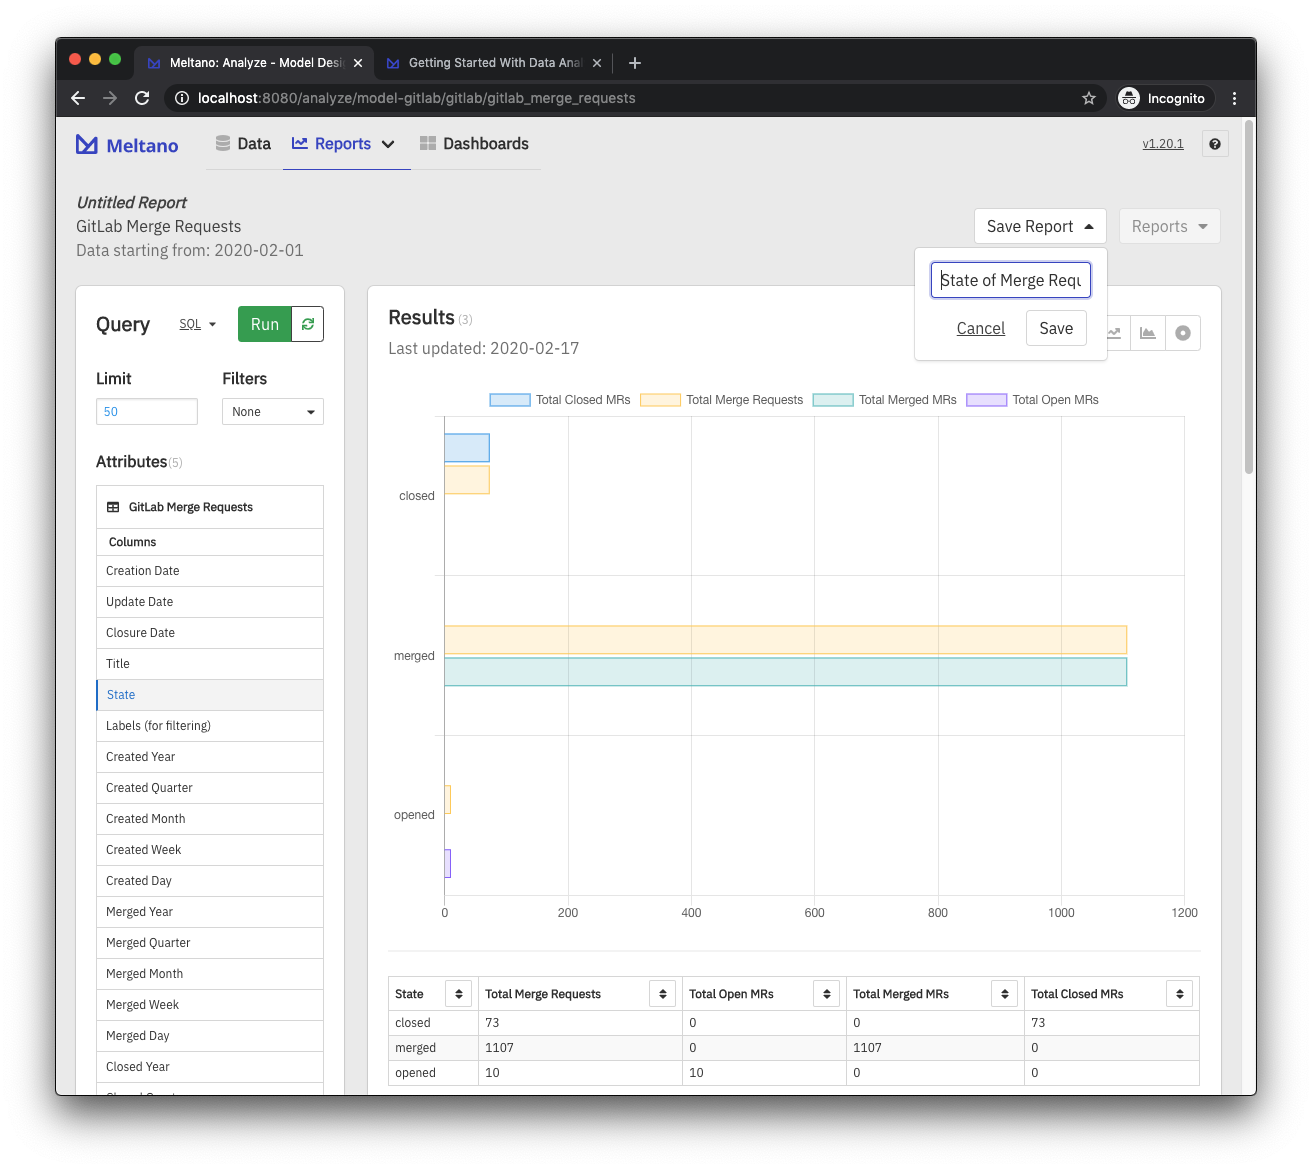 Meltano: Analyze - Model Desi
Getting Started With Data Anal
localhost:8080/analyze/model-gitlab/gitlab/gitlab_merge_requests
Incognito
Meltano
Data
Reports
Dashboards
v1.20.1
?
Untitled Report
GitLab Merge Requests
Data starting from: 2020-02-01
Save Report
Reports
State of Merge Requ
Cancel
Save
Query
SQL
Run
Limit
Filters
50
None
Attributes (5)
GitLab Merge Requests
Columns
Creation Date
Update Date
Closure Date
Title
State
Labels (for filtering)
Created Year
Created Quarter
Created Month
Created Week
Created Day
Merged Year
Merged Quarter
Merged Month
Merged Week
Merged Day
Closed Year
Results (3)
Last updated: 2020-02-17
Total Closed MRs
Total Merge Requests
Total Merged MRs
Total Open MRs
closed
merged
opened
0 200 400 600 800 1000 1200
State Total Merge Requests Total Open MRs Total Merged MRs Total Closed MRs
closed 73 0 0 73
merged 1107 0 1107 0
opened 10 10 0 0